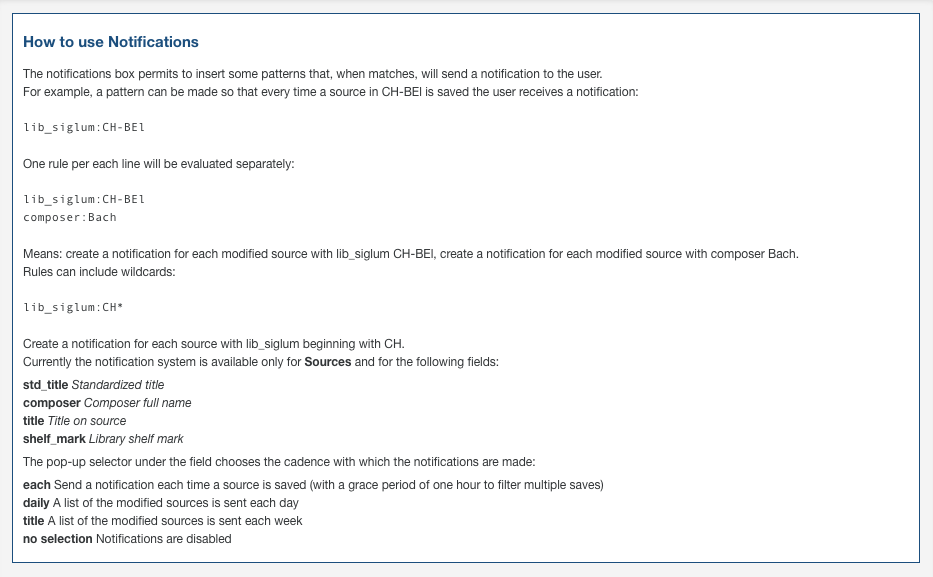 How to use Notifications
The notifications box permits to insert some patterns that, when matches, will send a notification to the user.
For example, a pattern can be made so that every time a source in CH-BEl is saved the user receives a notification:
lib_siglum:CH-BEl
One rule per each line will be evaluated separately:
lib_siglum:CH-BEl
composer:Bach
Means: create a notification for each modified source with lib_siglum CH-BEl, create a notification for each modified source with composer Bach.
Rules can include wildcards:
lib_siglum:CH*
Create a notification for each source with lib_siglum beginning with CH.
Currently the notification system is available only for Sources and for the following fields:
std_title Standardized title
composer Composer full name
title Title on source
shelf_mark Library shelf mark
The pop-up selector under the field chooses the cadence with which the notifications are made:
each Send a notification each time a source is saved (with a grace period of one hour to filter multiple saves)
daily A list of the modified sources is sent each day
title A list of the modified sources is sent each week
no selection Notifications are disabled